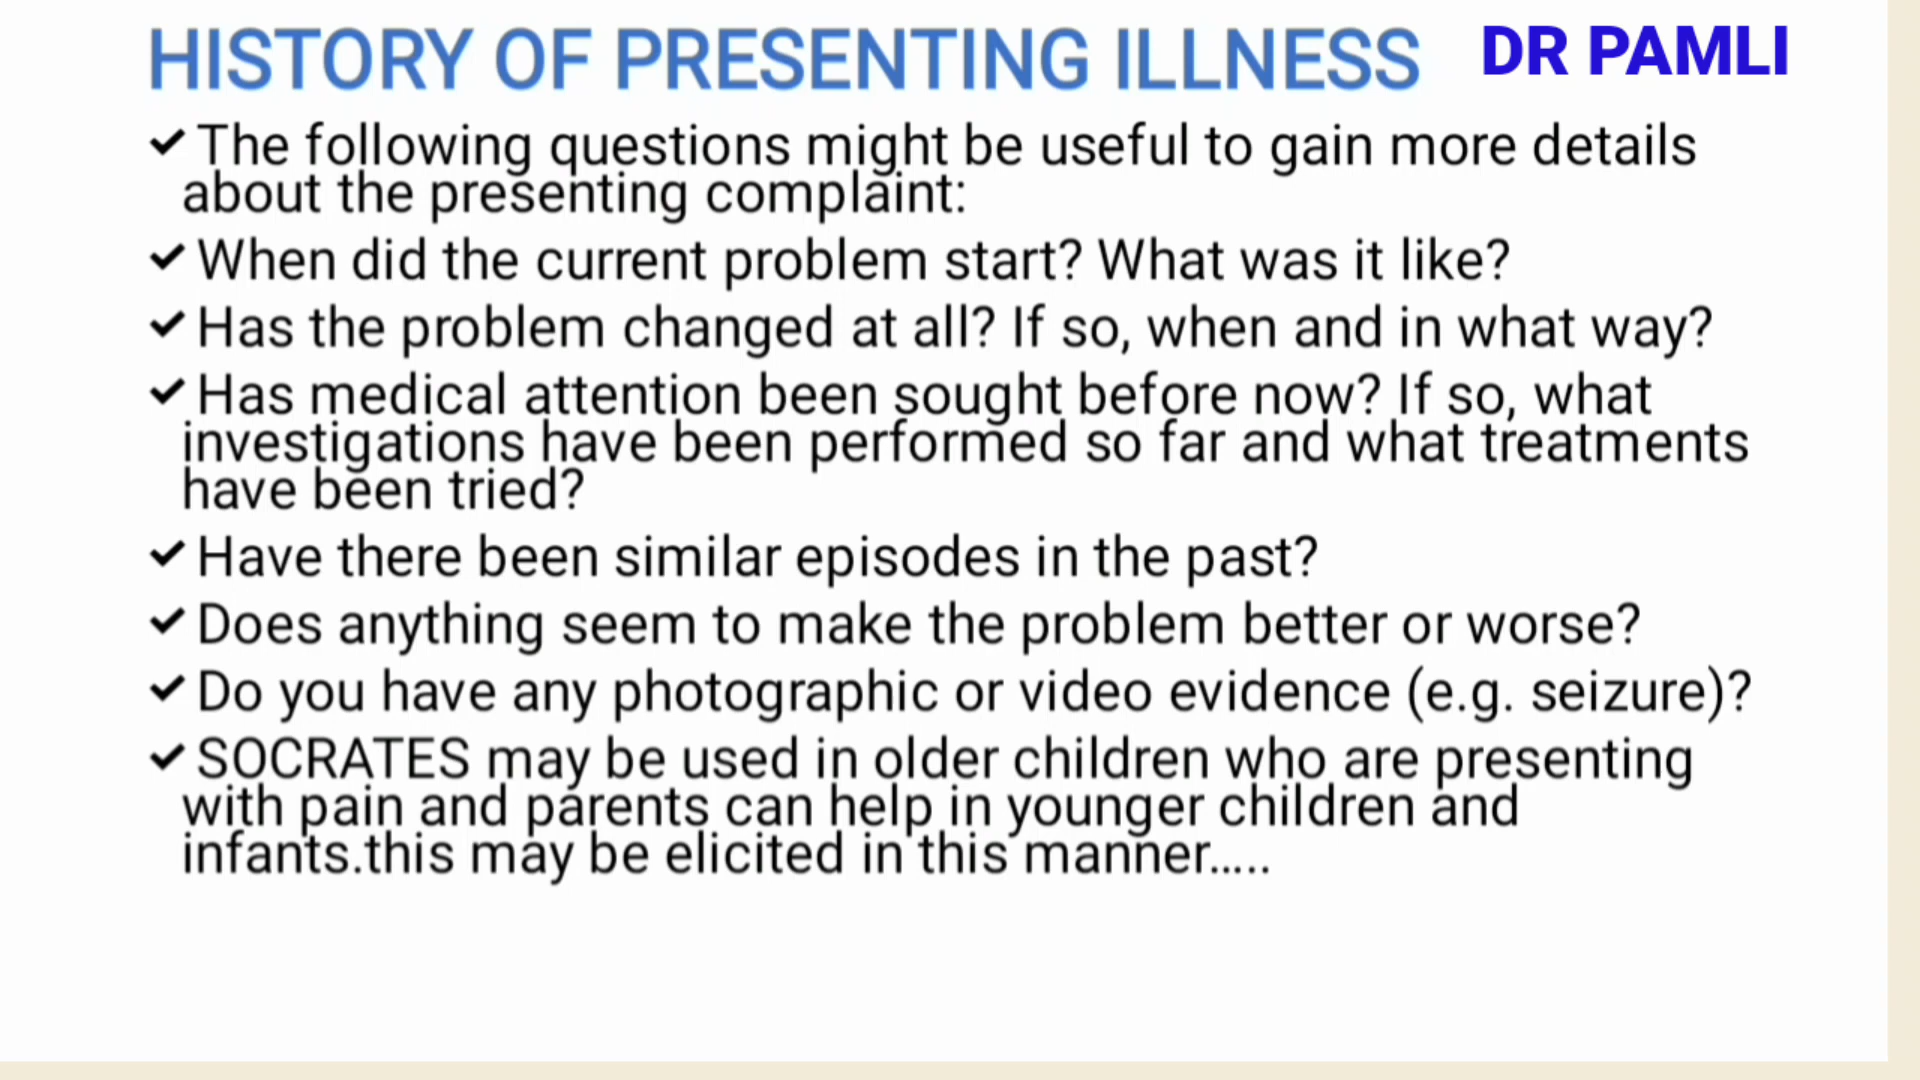 HISTORY OF PRESENTING ILLNESS DR PAMLI
✔ The following questions might be useful to gain more details
about the presenting complaint:
✔ When did the current problem start? What was it like?
✔ Has the problem changed at all? If so, when and in what way?
✔ Has medical attention been sought before now? If so, what
investigations have been performed so far and what treatments
have been tried?
✔ Have there been similar episodes in the past?
✔ Does anything seem to make the problem better or worse?
✔ Do you have any photographic or video evidence (e.g. seizure)?
✔ SOCRATES may be used in older children who are presenting
with pain and parents can help in younger children and
infants.this may be elicited in this manner.....